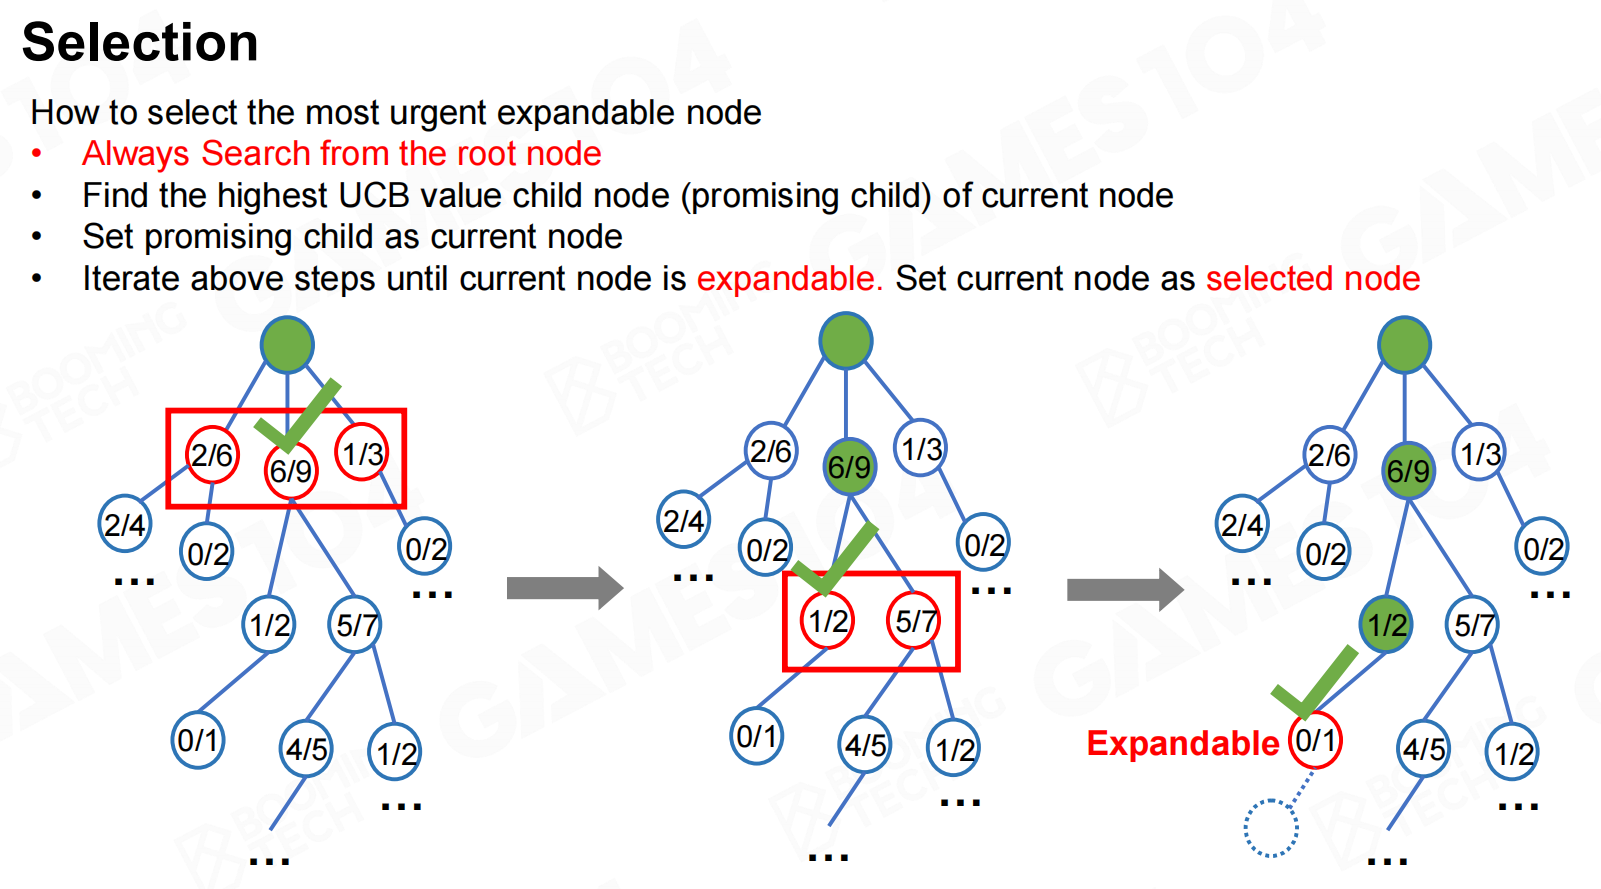 Selection
How to select the most urgent expandable node
• Always Search from the root node
• Find the highest UCB value child node (promising child) of current node
• Set promising child as current node
• Iterate above steps until current node is expandable. Set current node as selected node
2/6 6/9 1/3
2/4 0/2 0/2
... ...
1/2 5/7
0/1 4/5 1/2
...
...
2/6 6/9 1/3
2/4 0/2 0/2
... ...
1/2 5/7
0/1 4/5 1/2
...
...
2/6 6/9 1/3
2/4 0/2 0/2
... ...
1/2 5/7
Expandable 0/1 4/5 1/2
...
...
GAMES104
BOOMING
TECH